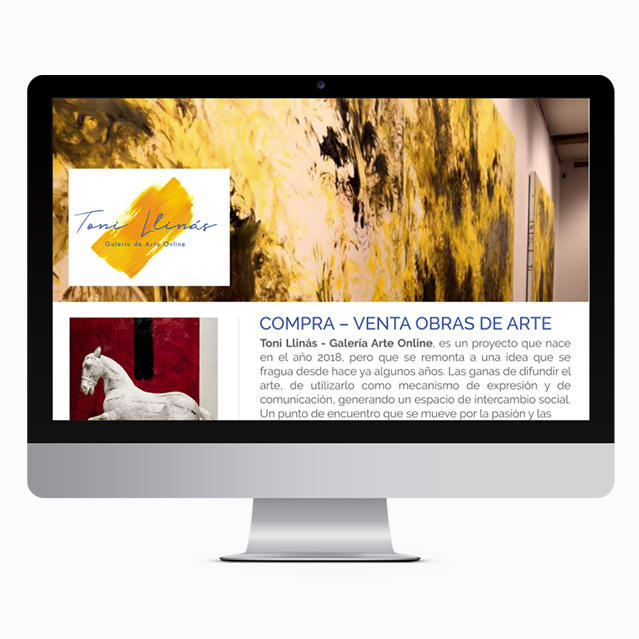 Toni Llinás
Galería de Arte Online
COMPRA – VENTA OBRAS DE ARTE
Toni Llinás - Galería Arte Online, es un proyecto que nace
en el año 2018, pero que se remonta a una idea que se
fragua desde hace ya algunos años. Las ganas de difundir el
arte, de utilizarlo como mecanismo de expresión y de
comunicación, generando un espacio de intercambio social.
Un punto de encuentro que se mueve por la pasión y las